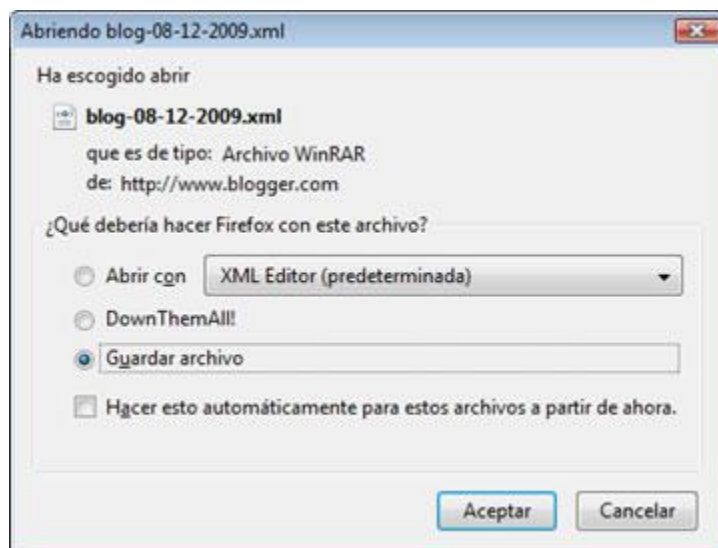 Abriendo blog-08-12-2009.xml
Ha escogido abrir
blog-08-12-2009.xml
que es de tipo: Archivo WinRAR
de: http://www.blogger.com
¿Qué debería hacer Firefox con este archivo?
Abrir con XML Editor (predeterminada)
DownThemAll!
Guardar archivo
Hacer esto automáticamente para estos archivos a partir de ahora.
Aceptar Cancelar